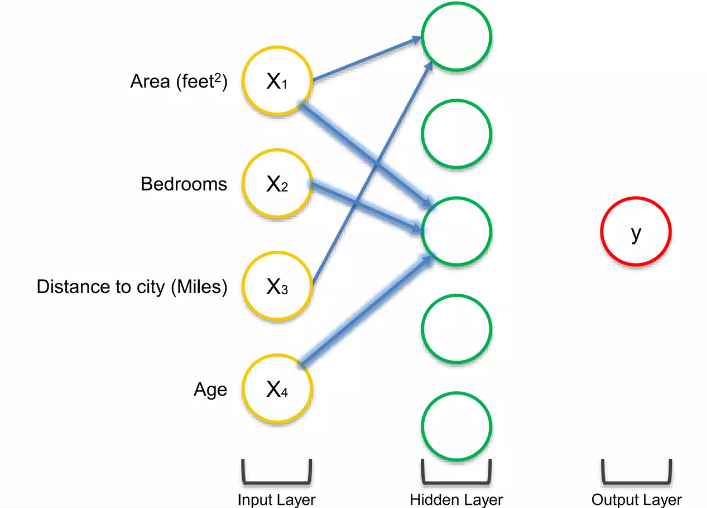 Area (feet²)
X₁
Bedrooms
X₂
Distance to city (Miles)
X₃
Age
X₄
y
Input Layer
Hidden Layer
Output Layer